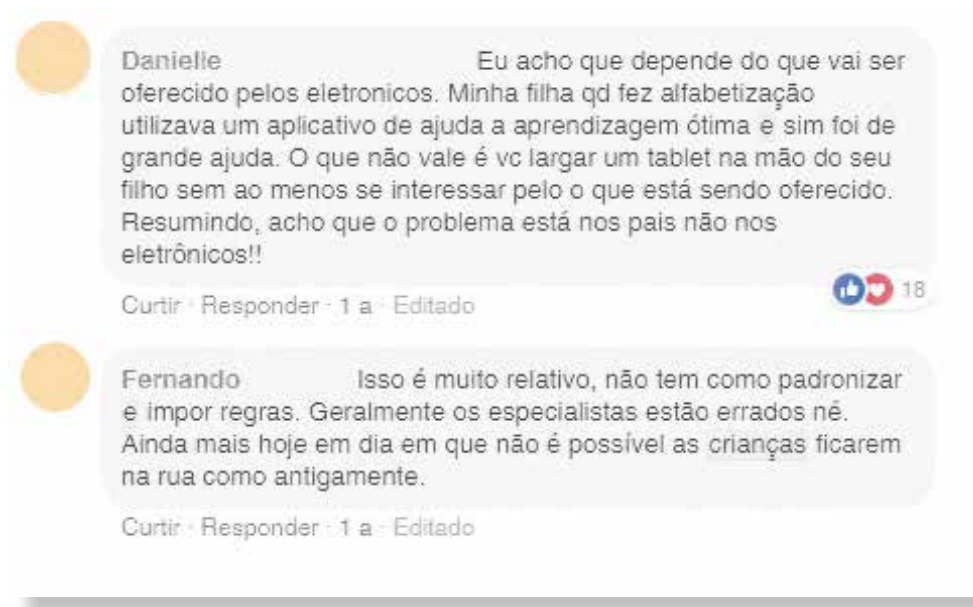 Danielle Eu acho que depende do que vai ser
oferecido pelos eletronicos. Minha filha qd fez alfabetização
utilizava um aplicativo de ajuda a aprendizagem ótima e sim foi de
grande ajuda. O que não vale é vc largar um tablet na mão do seu
filho sem ao menos se interessar pelo o que está sendo oferecido.
Resumindo, acho que o problema está nos pais não nos
eletrônicos!!
18
Curtir · Responder · 1 a · Editado
Fernando Isso é muito relativo, não tem como padronizar
e impor regras. Geralmente os especialistas estão errados né.
Ainda mais hoje em dia em que não é possível as crianças ficarem
na rua como antigamente.
Curtir · Responder · 1 a · Editado